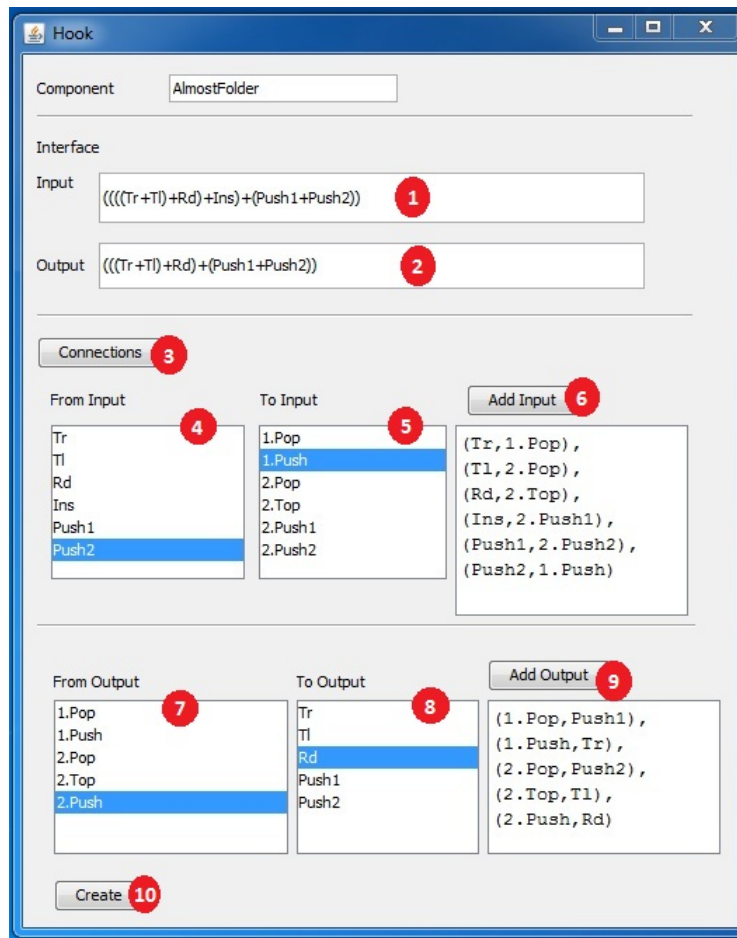 Hook
Component AlmostFolder
Interface
Input ((((Tr+Tl)+Rd)+Ins)+(Push1+Push2)) 1
Output (((Tr+Tl)+Rd)+(Push1+Push2)) 2
Connections 3
From Input 4
Tr
Tl
Rd
Ins
Push1
Push2
To Input 5
1.Pop
1.Push
2.Pop
2.Top
2.Push1
2.Push2
Add Input 6
(Tr,1.Pop),
(Tl,2.Pop),
(Rd,2.Top),
(Ins,2.Push1),
(Push1,2.Push2),
(Push2,1.Push)
From Output 7
1.Pop
1.Push
2.Pop
2.Top
2.Push
To Output 8
Tr
Tl
Rd
Push1
Push2
Add Output 9
(1.Pop,Push1),
(1.Push,Tr),
(2.Pop,Push2),
(2.Top,Tl),
(2.Push,Rd)
Create 10